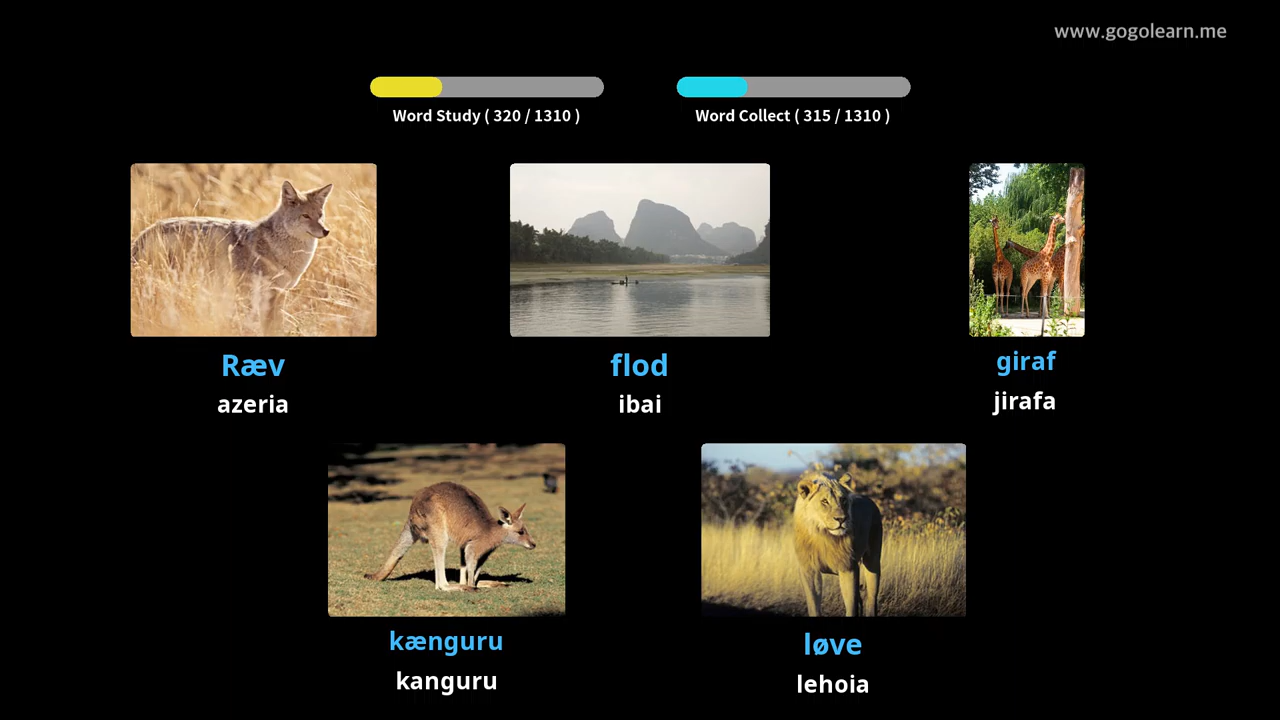 www.gogolearn.me
Word Study ( 320 / 1310 )
Word Collect ( 315 / 1310 )
Ræv
azeria
flod
ibai
giraf
jirafa
kænguru
kanguru
løve
lehoia